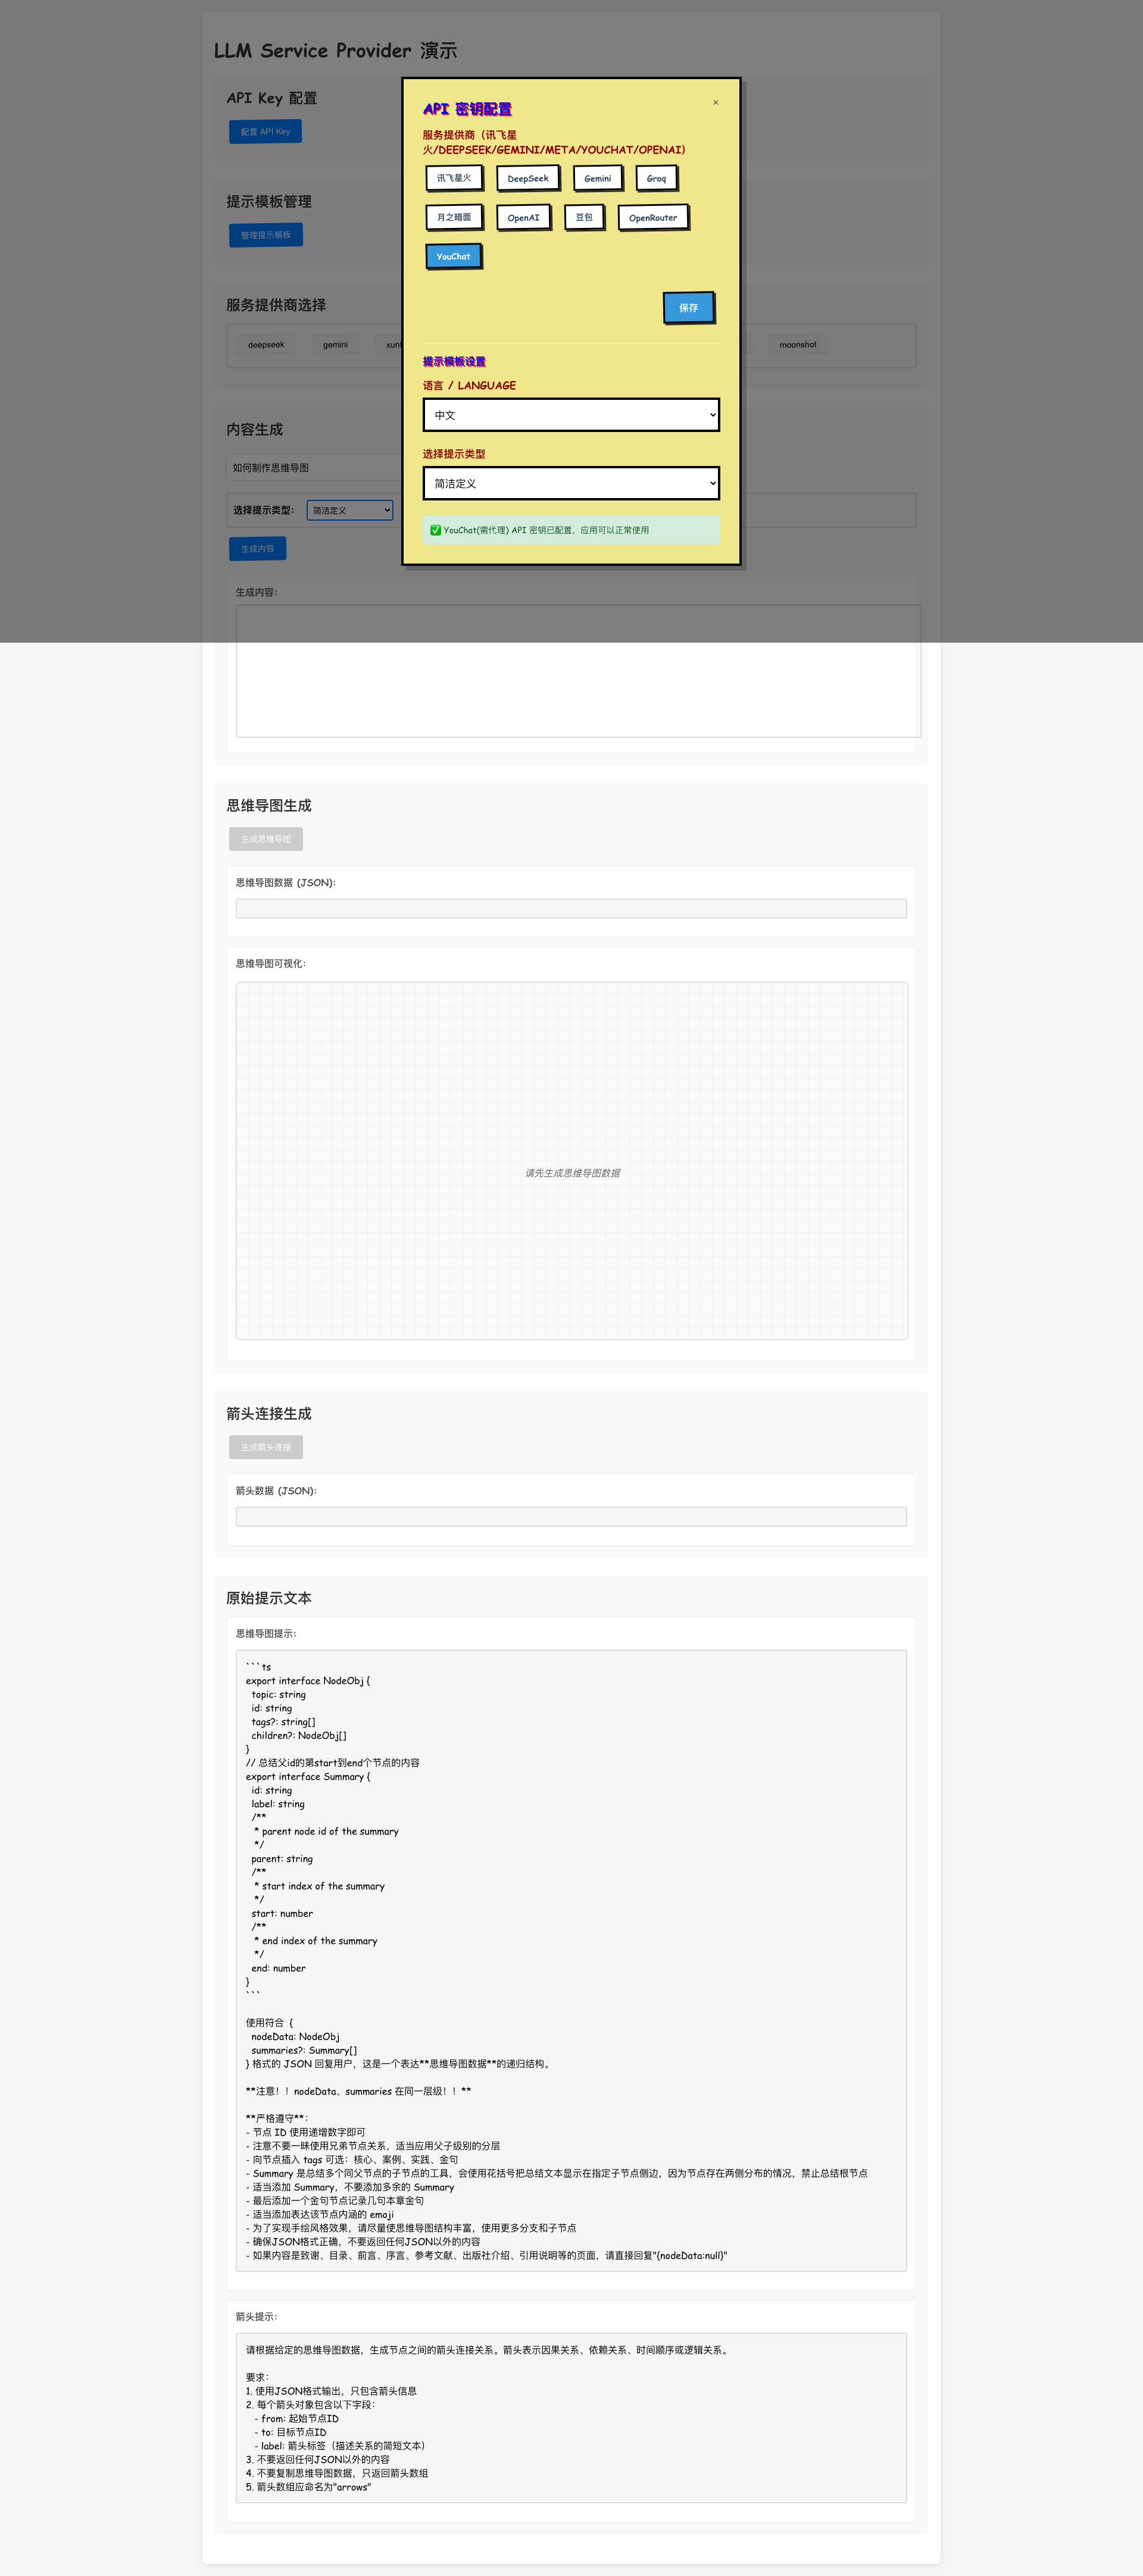 LLM Service Provider 演示
API Key 配置
配置 API Key
提示模板管理
管理提示模板
服务提供商选择
deepseek
gemini
moonshot
内容生成
如何制作思维导图
选择提示类型：
简洁定义
生成内容
生成内容：
API 密钥配置
×
服务提供商（讯飞星
火/DEEPSEEK/GEMINI/META/YOUCHAT/OPENAI）
讯飞星火
DeepSeek
Gemini
Groq
月之暗面
OpenAI
豆包
OpenRouter
YouChat
保存
提示模板设置
语言 / LANGUAGE
中文
选择提示类型
简洁定义
✅ YouChat(需代理) API 密钥已配置，应用可以正常使用
思维导图生成
生成思维导图
思维导图数据 (JSON)：
思维导图可视化：
请先生成思维导图数据
箭头连接生成
生成箭头连接
箭头数据 (JSON)：
原始提示文本
思维导图提示：
```ts
export interface NodeObj {
  topic: string
  id: string
  tags?: string[]
  children?: NodeObj[]
}
// 总结父id的第start到end个节点的内容
export interface Summary {
  id: string
  label: string
  /**
   * parent node id of the summary
   */
  parent: string
  /**
   * start index of the summary
   */
  start: number
  /**
   * end index of the summary
   */
  end: number
}
```
使用符合 {
  nodeData: NodeObj
  summaries?: Summary[]
} 格式的 JSON 回复用户，这是一个表达**思维导图数据**的递归结构。
**注意！！nodeData、summaries 在同一层级！！**
**严格遵守**：
- 节点 ID 使用递增数字即可
- 注意不要一昧使用兄弟节点关系，适当应用父子级别的分层
- 向节点插入 tags 可选：核心、案例、实践、金句
- Summary 是总结多个同父节点的子节点的工具，会使用花括号把总结文本显示在指定子节点侧边，因为节点存在两侧分布的情况，禁止总结根节点
- 适当添加 Summary，不要添加多余的 Summary
- 最后添加一个金句节点记录几句本章金句
- 适当添加表达该节点内涵的 emoji
- 为了实现手绘风格效果，请尽量使思维导图结构丰富，使用更多分支和子节点
- 确保JSON格式正确，不要返回任何JSON以外的内容
- 如果内容是致谢、目录、前言、序言、参考文献、出版社介绍、引用说明等的页面，请直接回复"{nodeData:null}"
箭头提示：
请根据给定的思维导图数据，生成节点之间的箭头连接关系。箭头表示因果关系、依赖关系、时间顺序或逻辑关系。
要求：
1. 使用JSON格式输出，只包含箭头信息
2. 每个箭头对象包含以下字段：
   - from: 起始节点ID
   - to: 目标节点ID
   - label: 箭头标签（描述关系的简短文本）
3. 不要返回任何JSON以外的内容
4. 不要复制思维导图数据，只返回箭头数组
5. 箭头数组应命名为"arrows"